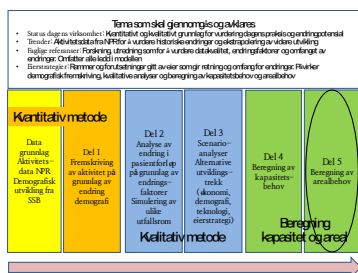 Tema som skal gjennomgås og avklares
• Status dagens virksomhet: Kvantitativt og kvalitativt grunnlag for vurdering dagens praksis og endringspotensial
• Trender: Aktivitetsdata fra NPR for å vurdere historiske endringer og ekstrapolering av videre utvikling
• Faglige referanser: Forskning, utredning som for å vurdere datakvalitet, endringsfaktorer og omfanget av endringer. Omfatter alle ledd i modellen
• Eierstrategier: Rammer og forutsetninger gitt av eier som gir retning og omfang for endringer. Påvirker demografisk framskriving, kvalitative analyser og beregning av kapasitetsbehov og arealbehov
Kvantitativ metode
Data
grunnlag
Aktivitets–
data NPR
Demografisk
utvikling fra
SSB
Del 1
Fremskriving
av aktivitet på
grunnlag av
endring
demografi
Del 2
Analyse av
endring i
pasientforløp
på grunnlag av
endrings–
faktorer
Simulering av
ulike
utfallsrom
Del 3
Scenario–
analyser
Alternative
utviklings–
trekk
(økonomi,
demografi,
teknologi,
eierstrategi)
Kvalitativ metode
Del 4
Beregning av
kapasitets–
behov
Del 5
Beregning av
arealbehov
Beregning
kapasitet og areal